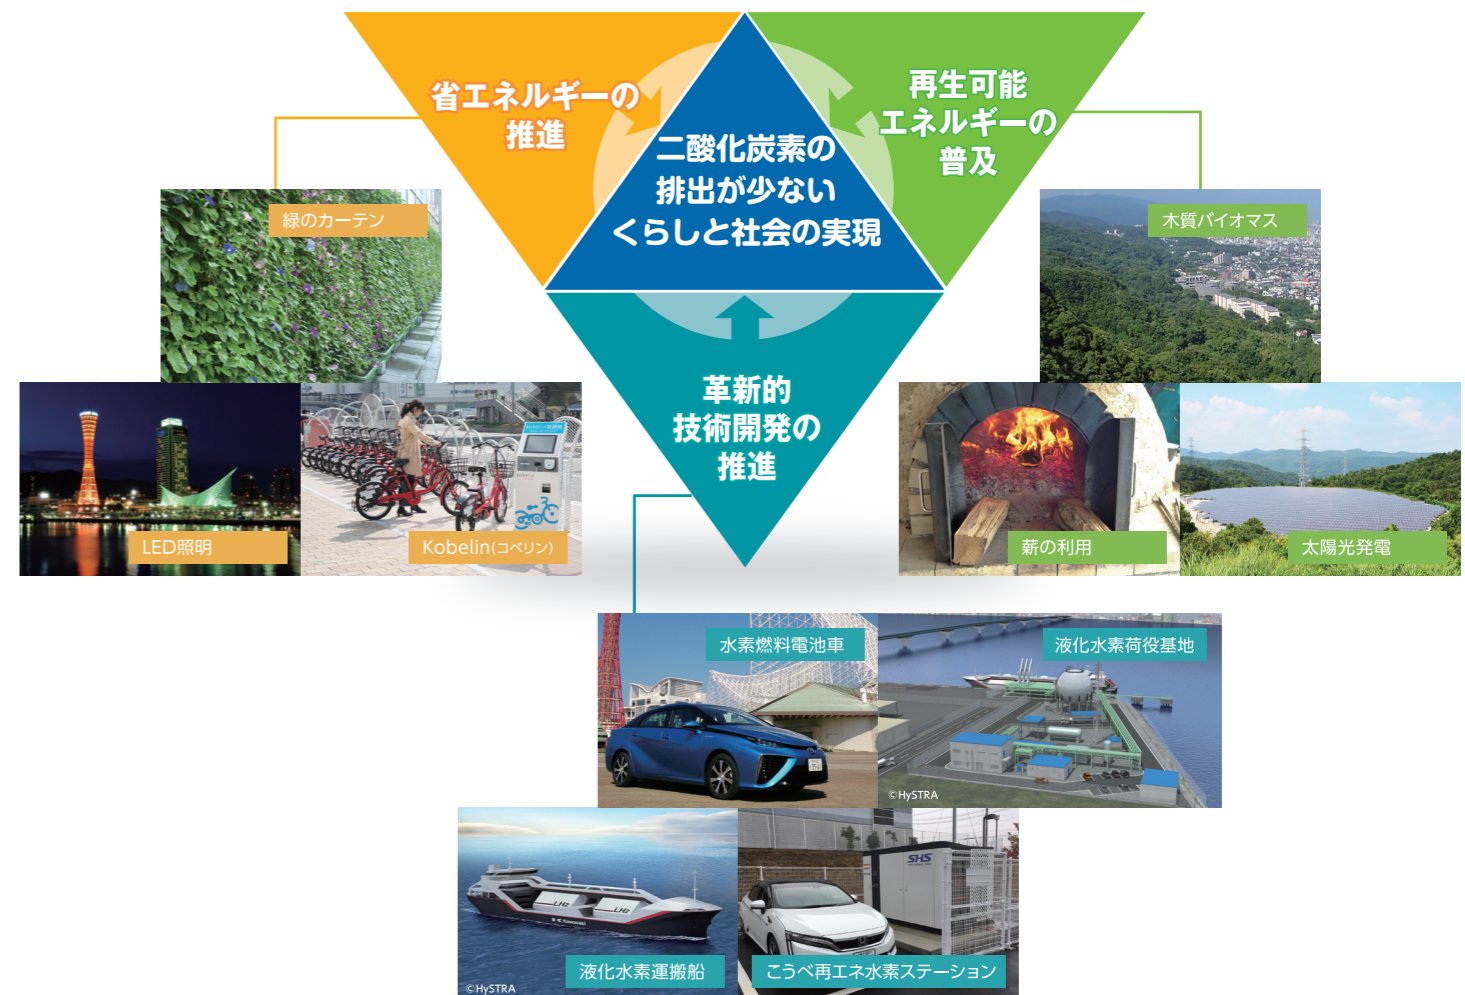 省エネルギーの
推進
再生可能
エネルギーの
普及
二酸化炭素の
排出が少ない
くらしと社会の実現
革新的
技術開発の
推進
緑のカーテン
LED照明
Kobelin(コベリン)
木質バイオマス
薪の利用
太陽光発電
水素燃料電池車
液化水素荷役基地
©HySTRA
LH2
LH2
Kawasaki
液化水素運搬船
©HySTRA
SHS
こうべ再エネ水素ステーション